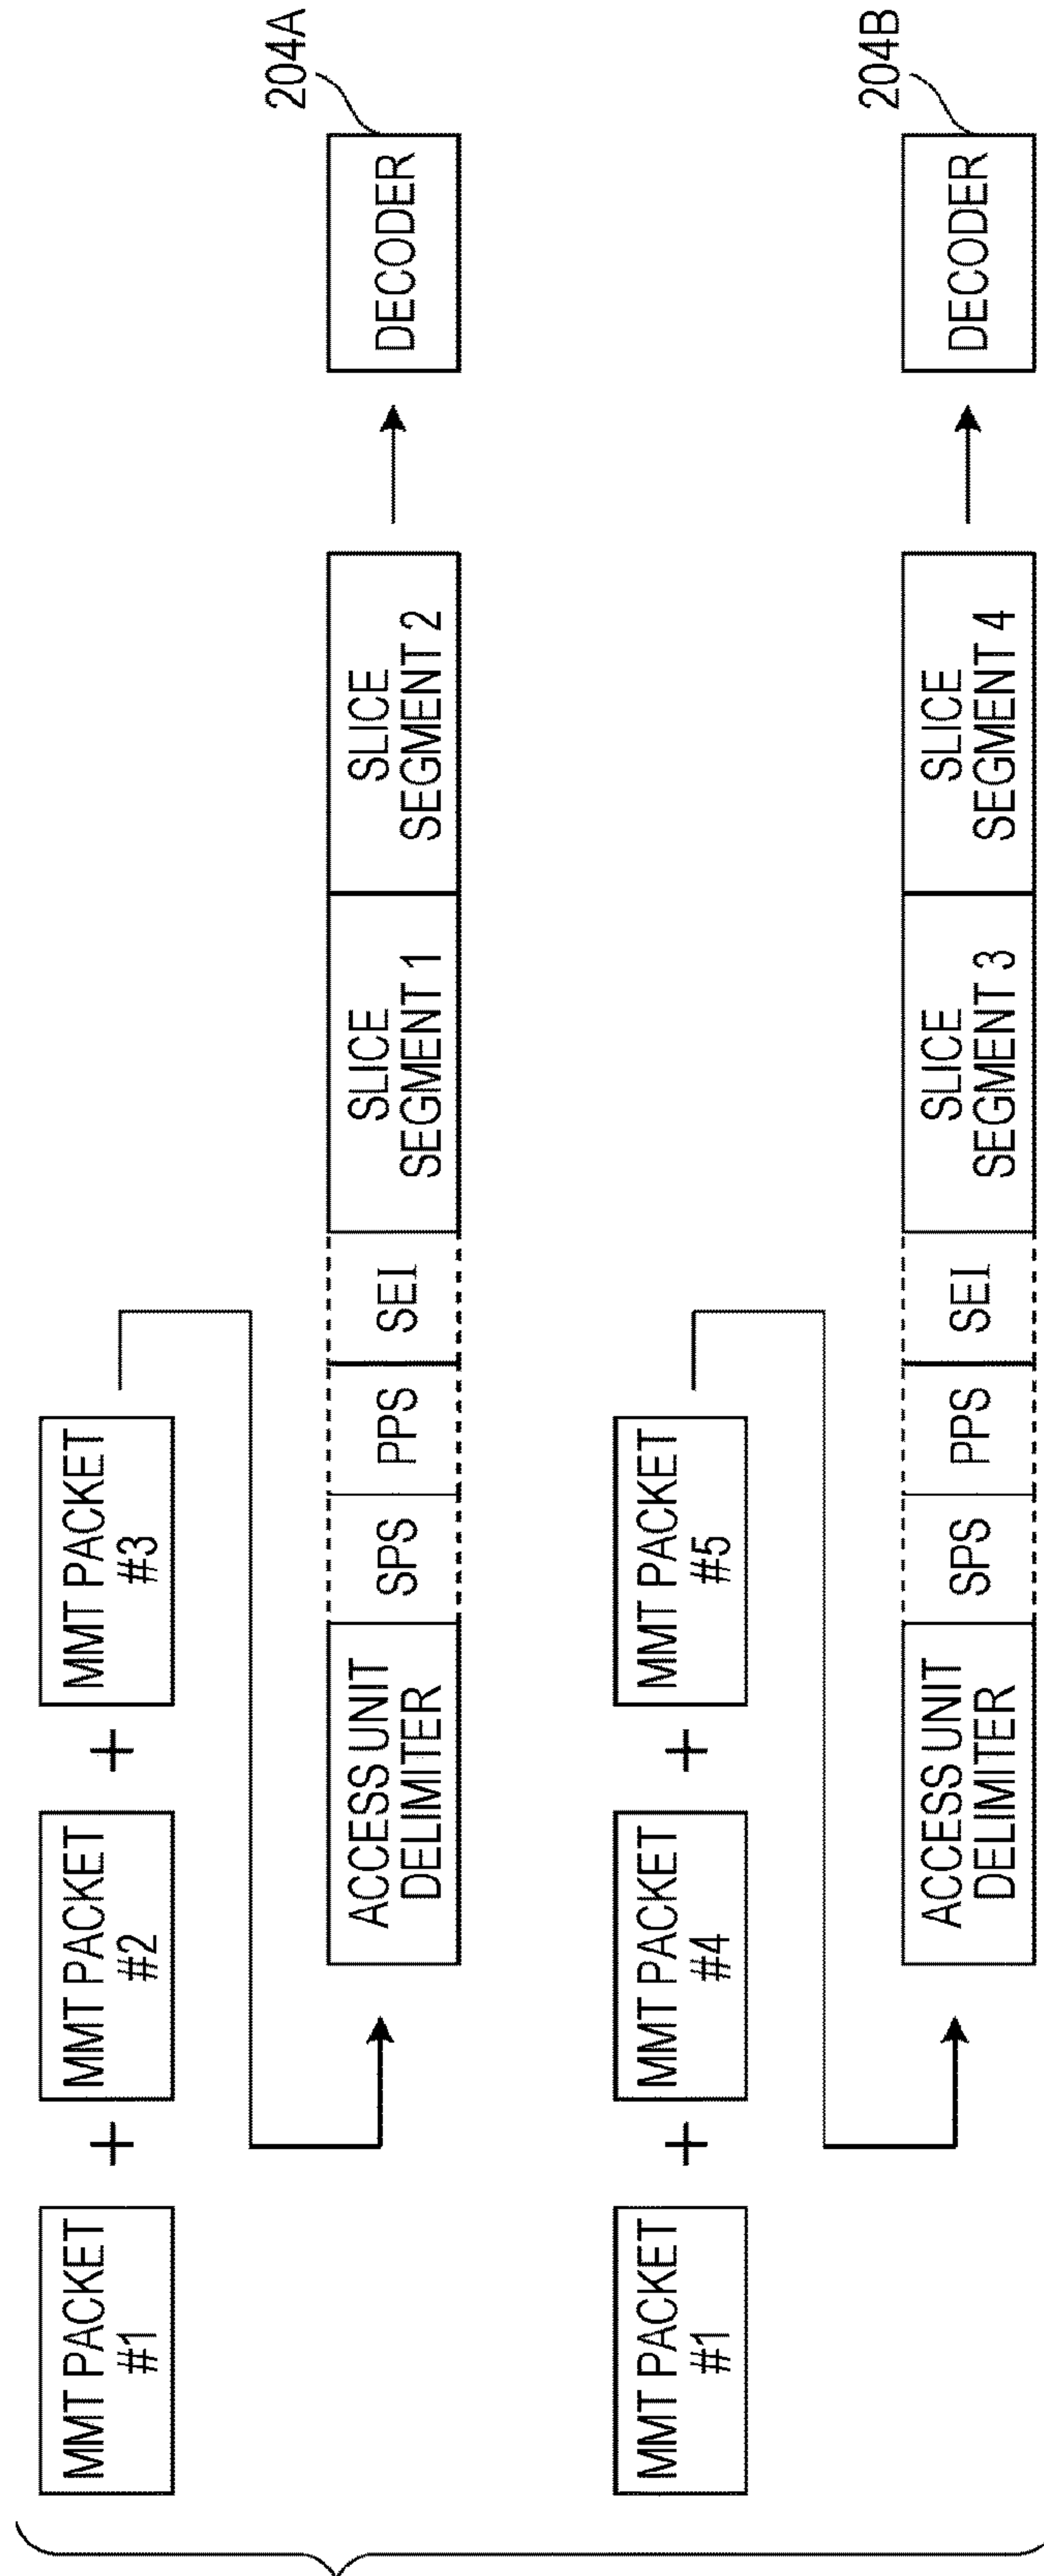 MMT PACKET
#1
+
MMT PACKET
#2
+
MMT PACKET
#3
ACCESS UNIT
DELIMITER
SPS
PPS
SEI
SLICE
SEGMENT 1
SLICE
SEGMENT 2
DECODER
204A
MMT PACKET
#1
+
MMT PACKET
#4
+
MMT PACKET
#5
ACCESS UNIT
DELIMITER
SPS
PPS
SEI
SLICE
SEGMENT 3
SLICE
SEGMENT 4
DECODER
204B